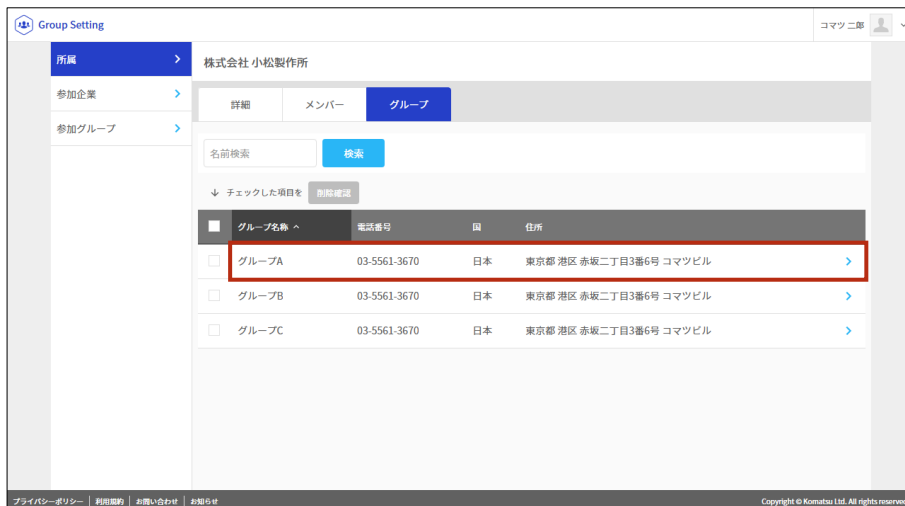 Group Setting
コマツ 二郎
所属
参加企業
参加グループ
株式会社 小松製作所
詳細 メンバー グループ
名前検索 検索
チェックした項目を 削除確認
グループ名称 電話番号 国 住所
グループA 03-5561-3670 日本 東京都 港区 赤坂二丁目3番6号 コマツビル
グループB 03-5561-3670 日本 東京都 港区 赤坂二丁目3番6号 コマツビル
グループC 03-5561-3670 日本 東京都 港区 赤坂二丁目3番6号 コマツビル
プライバシーポリシー | 利用規約 | お問い合わせ | お知らせ
Copyright © Komatsu Ltd. All rights reserved